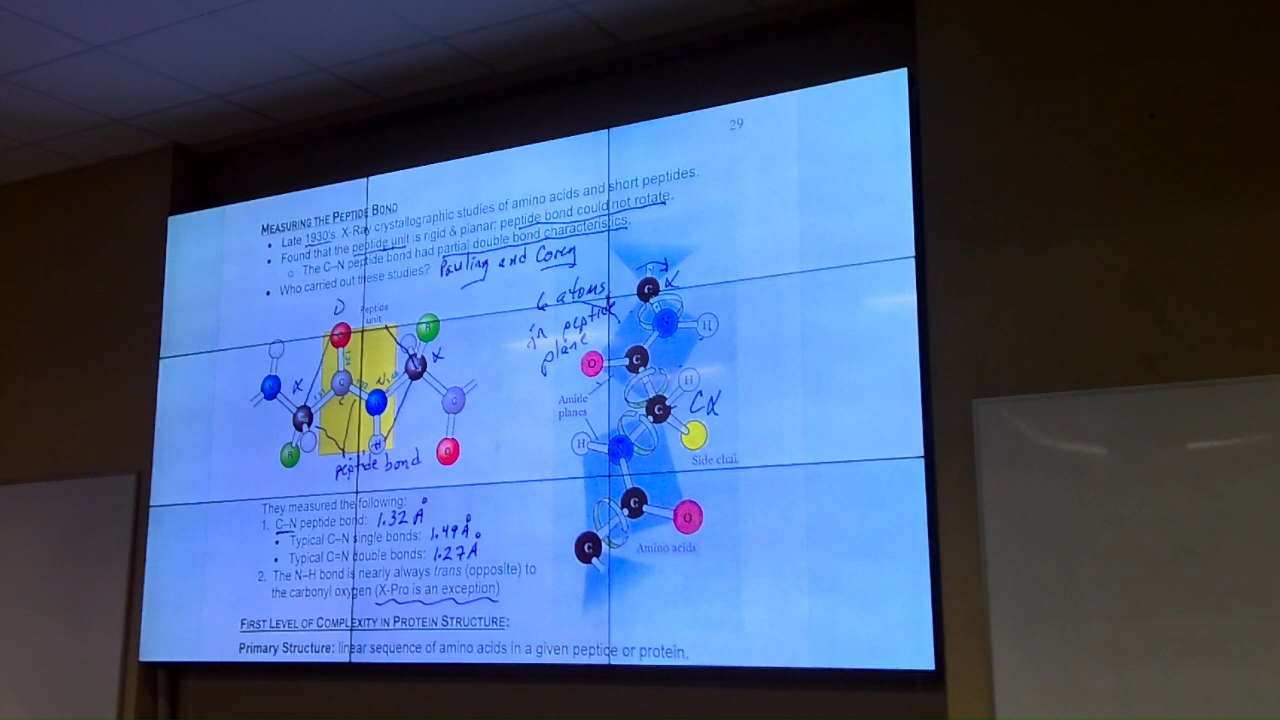 29
MEASURING THE PEPTIDE BOND
• Late 1930's. X-Ray crystallographic studies of amino acids and short peptides.
• Found that the peptide unit is rigid & planar: peptide bond could not rotate.
○ The C–N peptide bond had partial double bond characteristics.
• Who carried out these studies? Pauling and Corey
Peptide
unit
α
R
α
C
N
H
C
O
R
peptide bond
6 atoms
in peptide
plane
C
α
N
H
O
C
H
Amide
planes
C
Cα
H
N
Side chai
C
O
C
Amino acids
They measured the following:
1. C–N peptide bond: 1.32 Å
• Typical C–N single bonds: 1.49 Å
• Typical C=N double bonds: 1.27 Å
2. The N–H bond is nearly always trans (opposite) to
the carbonyl oxygen (X-Pro is an exception)
FIRST LEVEL OF COMPLEXITY IN PROTEIN STRUCTURE:
Primary Structure: linear sequence of amino acids in a given peptide or protein.